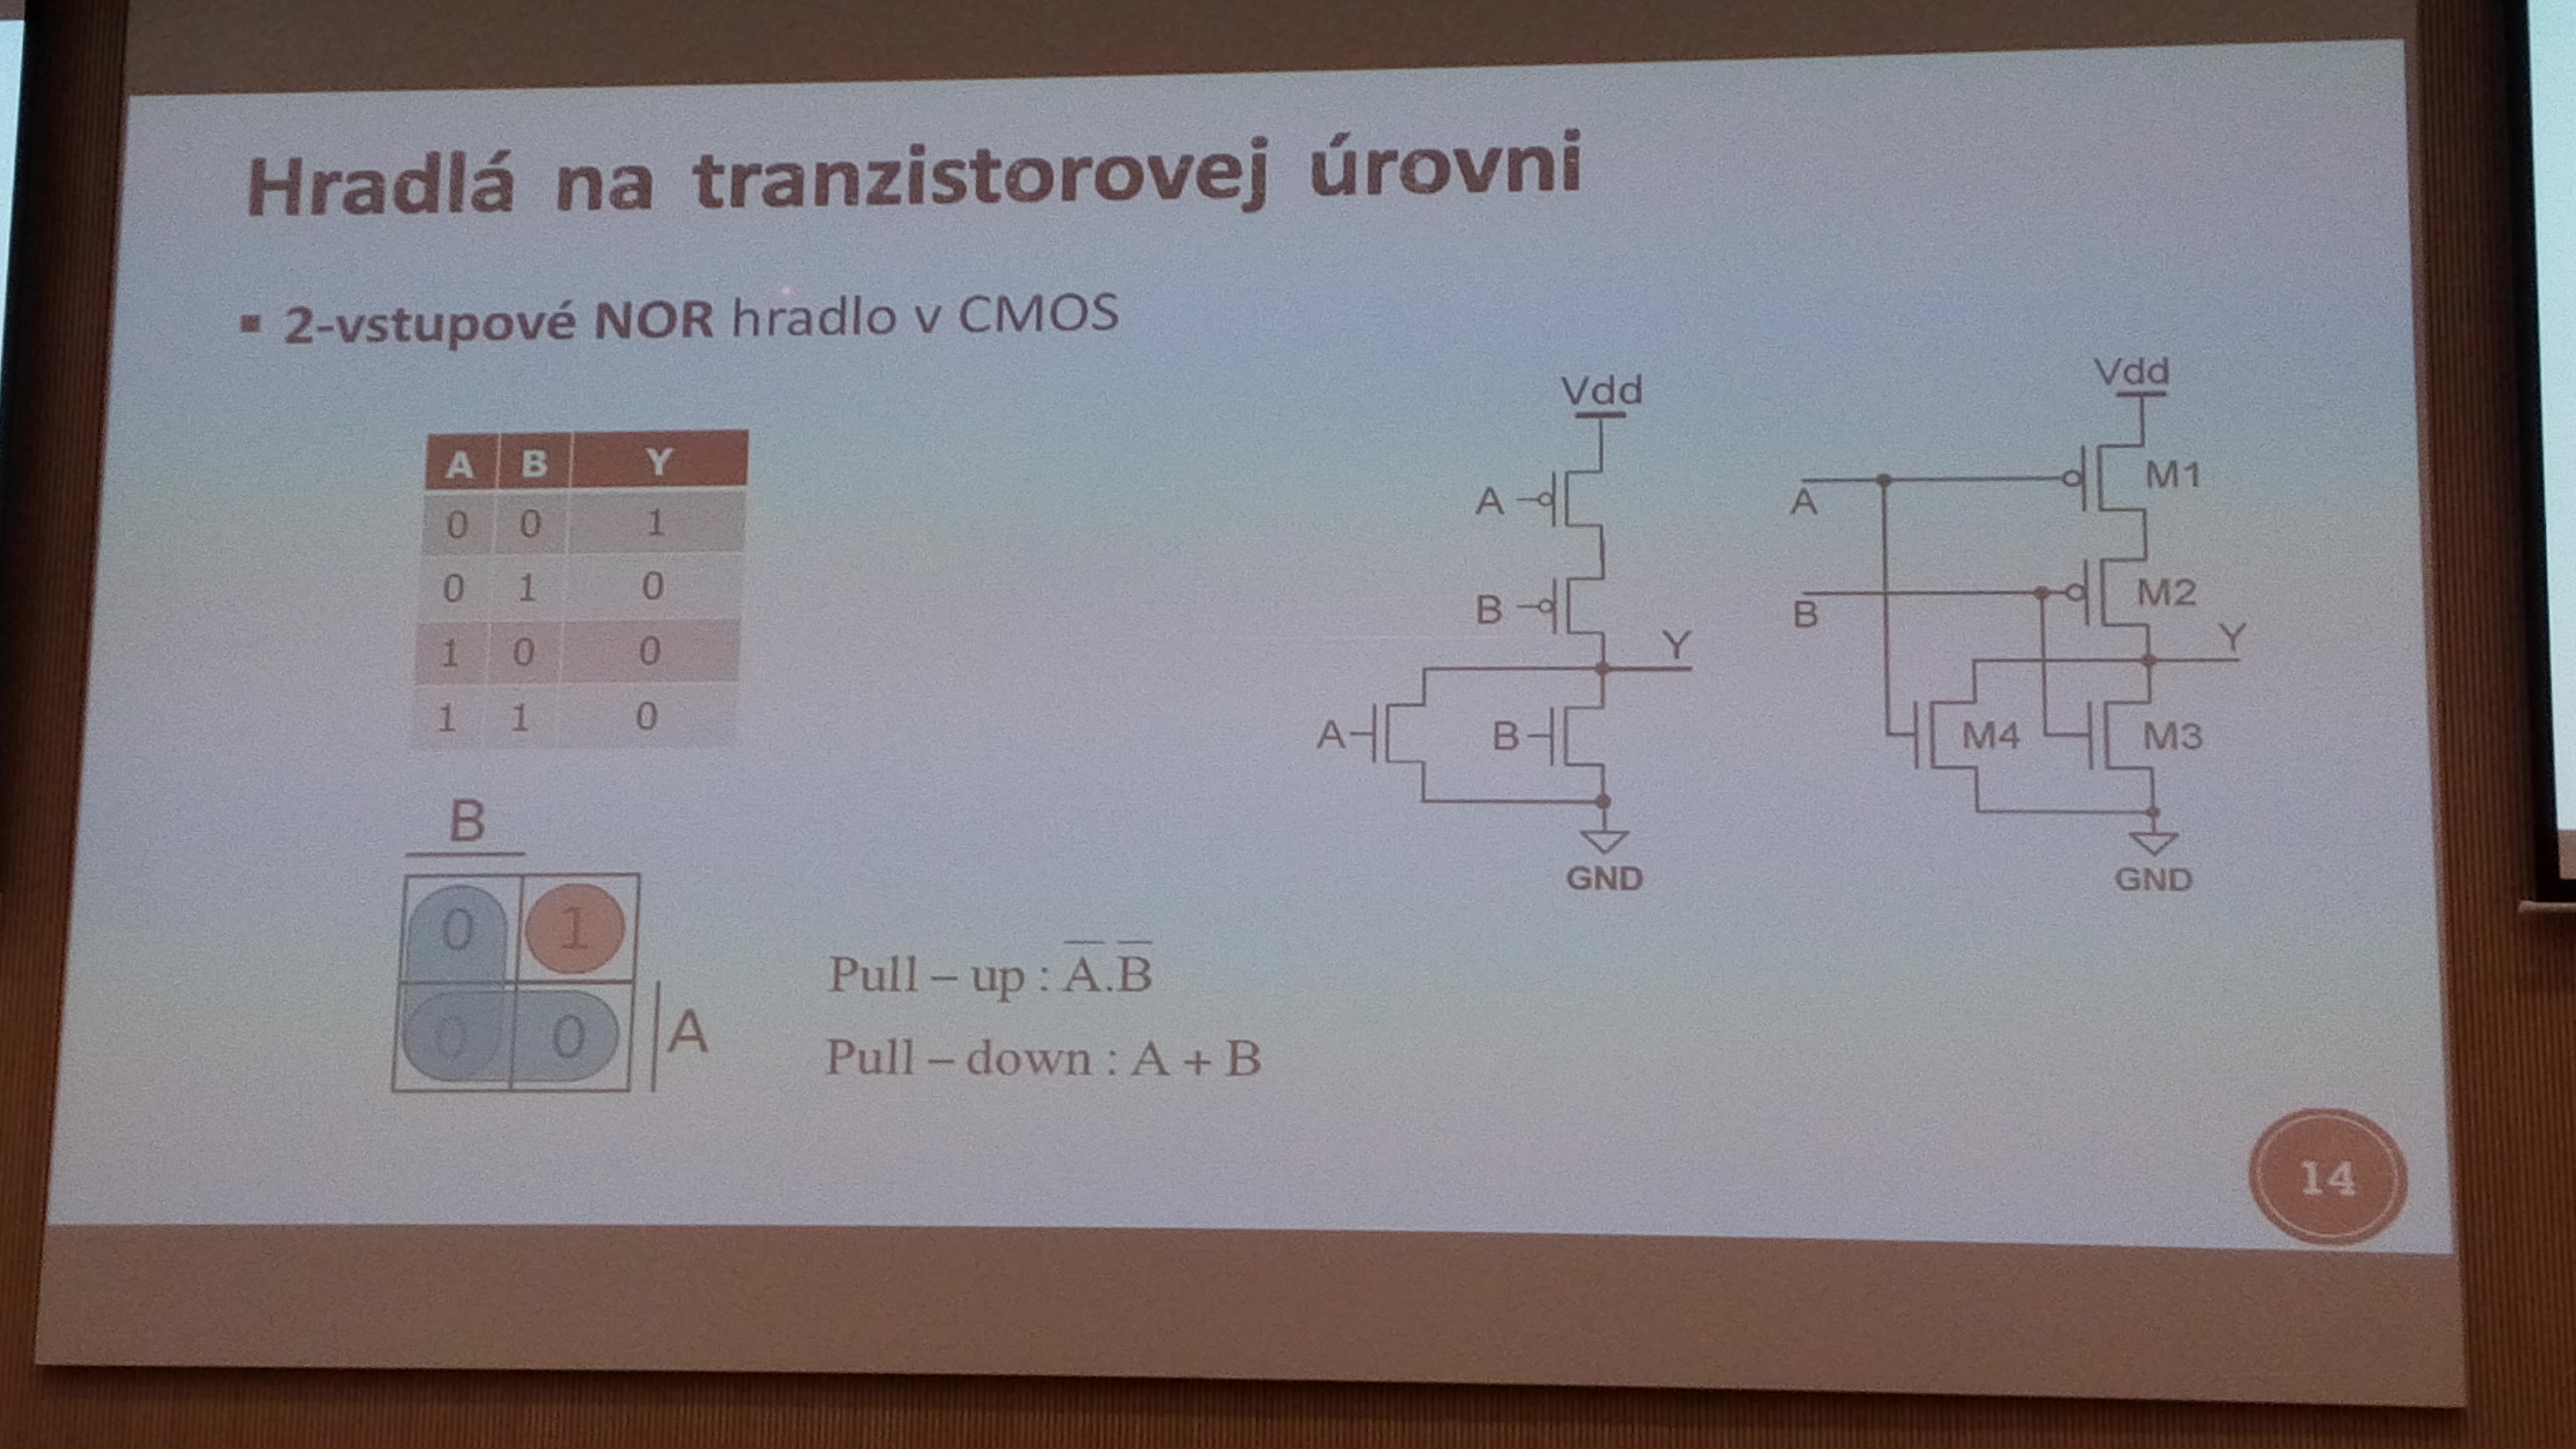 Hradlá na tranzistorovej úrovni
▪ 2-vstupové NOR hradlo v CMOS
A B Y
0 0 1
0 1 0
1 0 0
1 1 0
B
0 1
0 0
A
Pull – up : A̅.B̅
Pull – down : A + B
Vdd
A
B
Y
A
B
GND
Vdd
A
M1
B
M2
Y
M4
M3
GND
14